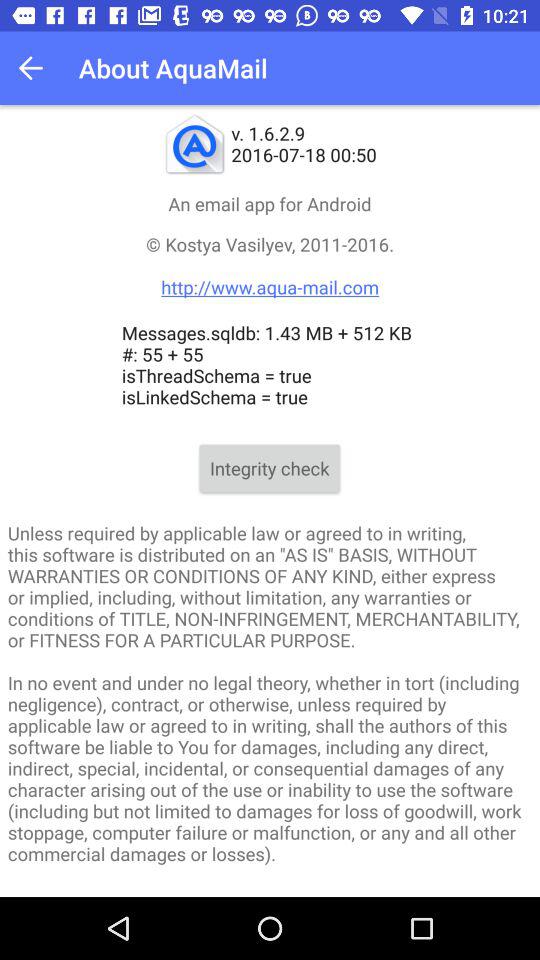 10:21
About AquaMail
v. 1.6.2.9
2016-07-18 00:50
An email app for Android
© Kostya Vasilyev, 2011-2016.
http://www.aqua-mail.com
Messages.sqldb: 1.43 MB + 512 KB
#: 55 + 55
isThreadSchema = true
isLinkedSchema = true
Integrity check
Unless required by applicable law or agreed to in writing,
this software is distributed on an "AS IS" BASIS, WITHOUT
WARRANTIES OR CONDITIONS OF ANY KIND, either express
or implied, including, without limitation, any warranties or
conditions of TITLE, NON-INFRINGEMENT, MERCHANTABILITY,
or FITNESS FOR A PARTICULAR PURPOSE.
In no event and under no legal theory, whether in tort (including
negligence), contract, or otherwise, unless required by
applicable law or agreed to in writing, shall the authors of this
software be liable to You for damages, including any direct,
indirect, special, incidental, or consequential damages of any
character arising out of the use or inability to use the software
(including but not limited to damages for loss of goodwill, work
stoppage, computer failure or malfunction, or any and all other
commercial damages or losses).